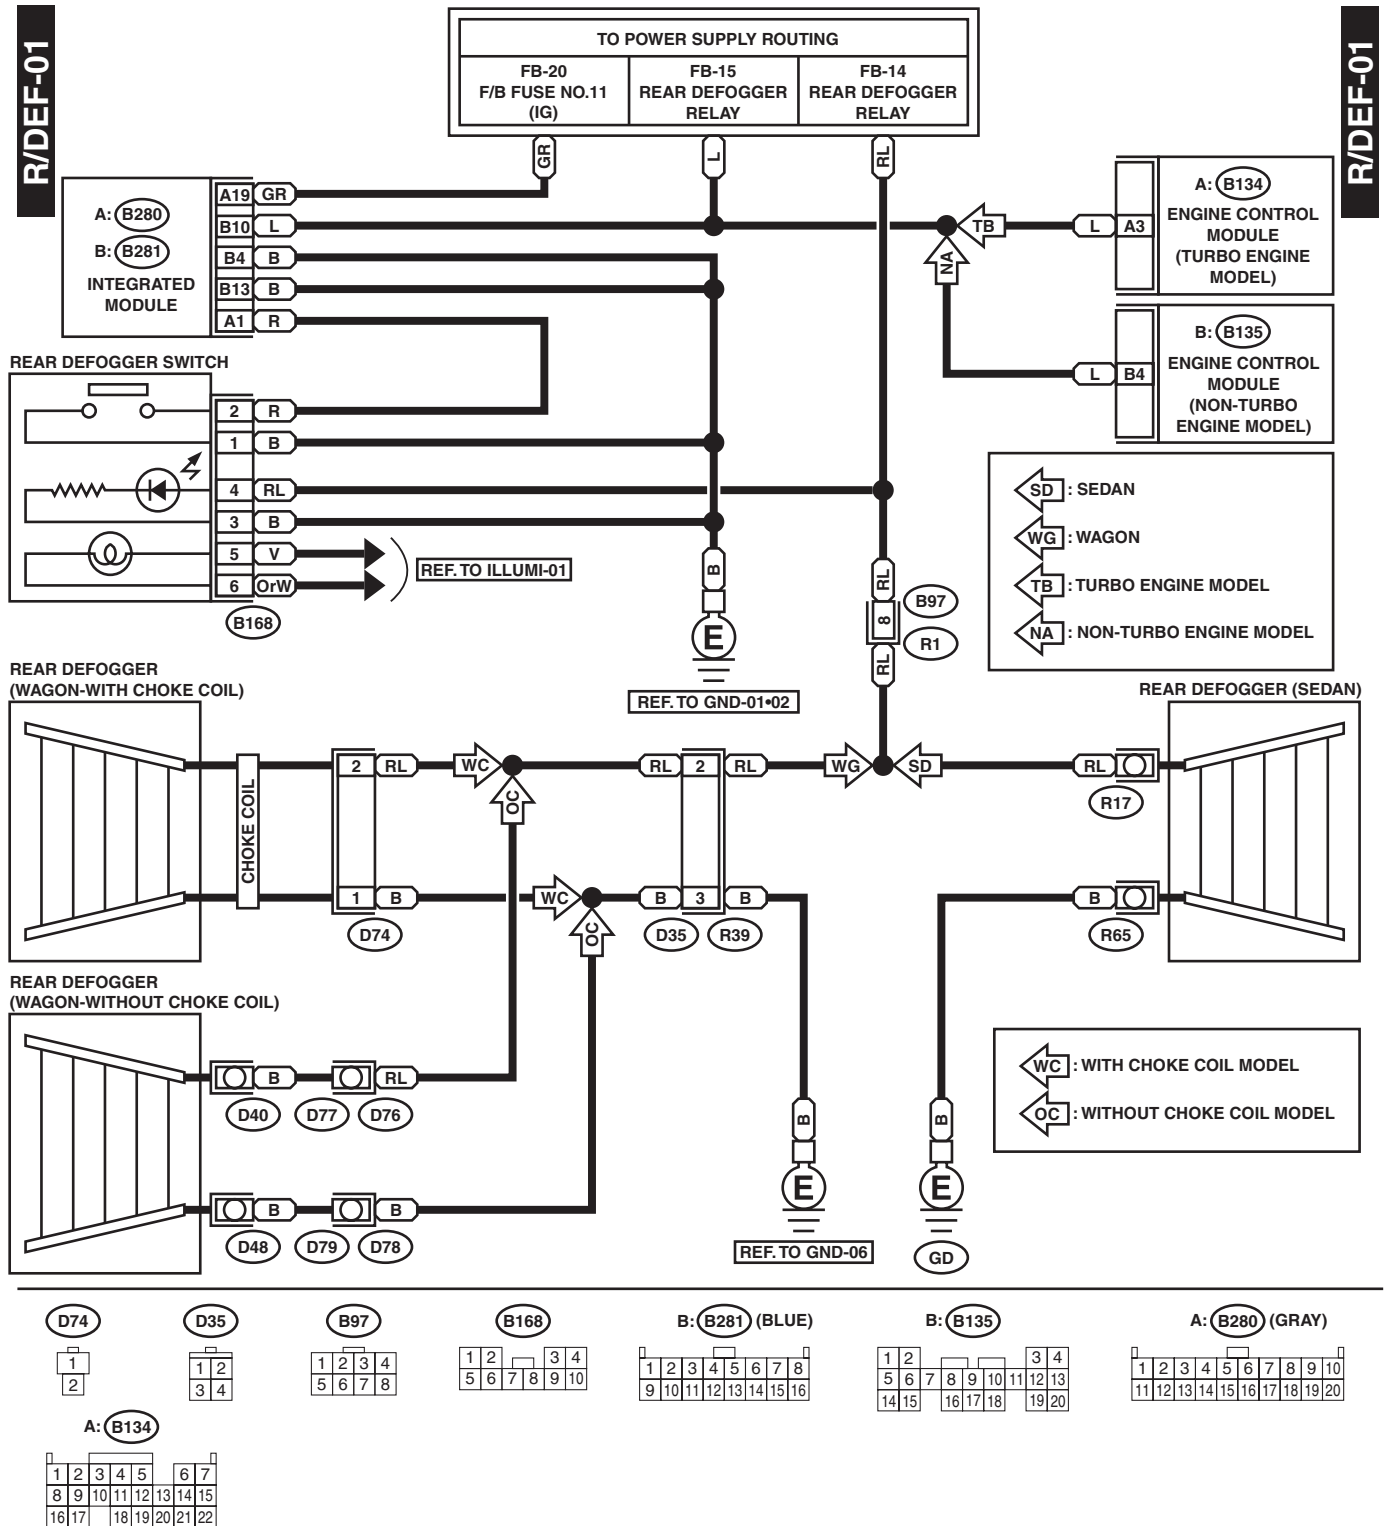 R/DEF-01
R/DEF-01
TO POWER SUPPLY ROUTING
FB-20
F/B FUSE NO.11
(IG)
FB-15
REAR DEFOGGER
RELAY
FB-14
REAR DEFOGGER
RELAY
GR
L
RL
A: B280
B: B281
INTEGRATED
MODULE
A19 GR
B10 L
B4 B
B13 B
A1 R
TB
NA
L A3
A: B134
ENGINE CONTROL
MODULE
(TURBO ENGINE
MODEL)
L B4
B: B135
ENGINE CONTROL
MODULE
(NON-TURBO
ENGINE MODEL)
REAR DEFOGGER SWITCH
2 R
1 B
4 RL
3 B
5 V
6 OrW
B168
REF. TO ILLUMI-01
B
E
REF. TO GND-01•02
RL
8
RL
B97
R1
SD : SEDAN
WG : WAGON
TB : TURBO ENGINE MODEL
NA : NON-TURBO ENGINE MODEL
REAR DEFOGGER
(WAGON-WITH CHOKE COIL)
CHOKE COIL
2 RL
WC
OC
RL 2 RL
WG
SD
1 B
WC
OC
B 3 B
D74
D35
R39
REAR DEFOGGER (SEDAN)
RL
R17
B
R65
REAR DEFOGGER
(WAGON-WITHOUT CHOKE COIL)
B
RL
D40
D77
D76
B
B
D48
D79
D78
B
E
REF. TO GND-06
B
E
GD
WC : WITH CHOKE COIL MODEL
OC : WITHOUT CHOKE COIL MODEL
D74
1
2
D35
1 2
3 4
B97
1 2 3 4
5 6 7 8
B168
1 2 3 4
5 6 7 8 9 10
B: B281 (BLUE)
1 2 3 4 5 6 7 8
9 10 11 12 13 14 15 16
B: B135
1 2 3 4
5 6 7 8 9 10 11 12 13
14 15 16 17 18 19 20
A: B280 (GRAY)
1 2 3 4 5 6 7 8 9 10
11 12 13 14 15 16 17 18 19 20
A: B134
1 2 3 4 5 6 7
8 9 10 11 12 13 14 15
16 17 18 19 20 21 22